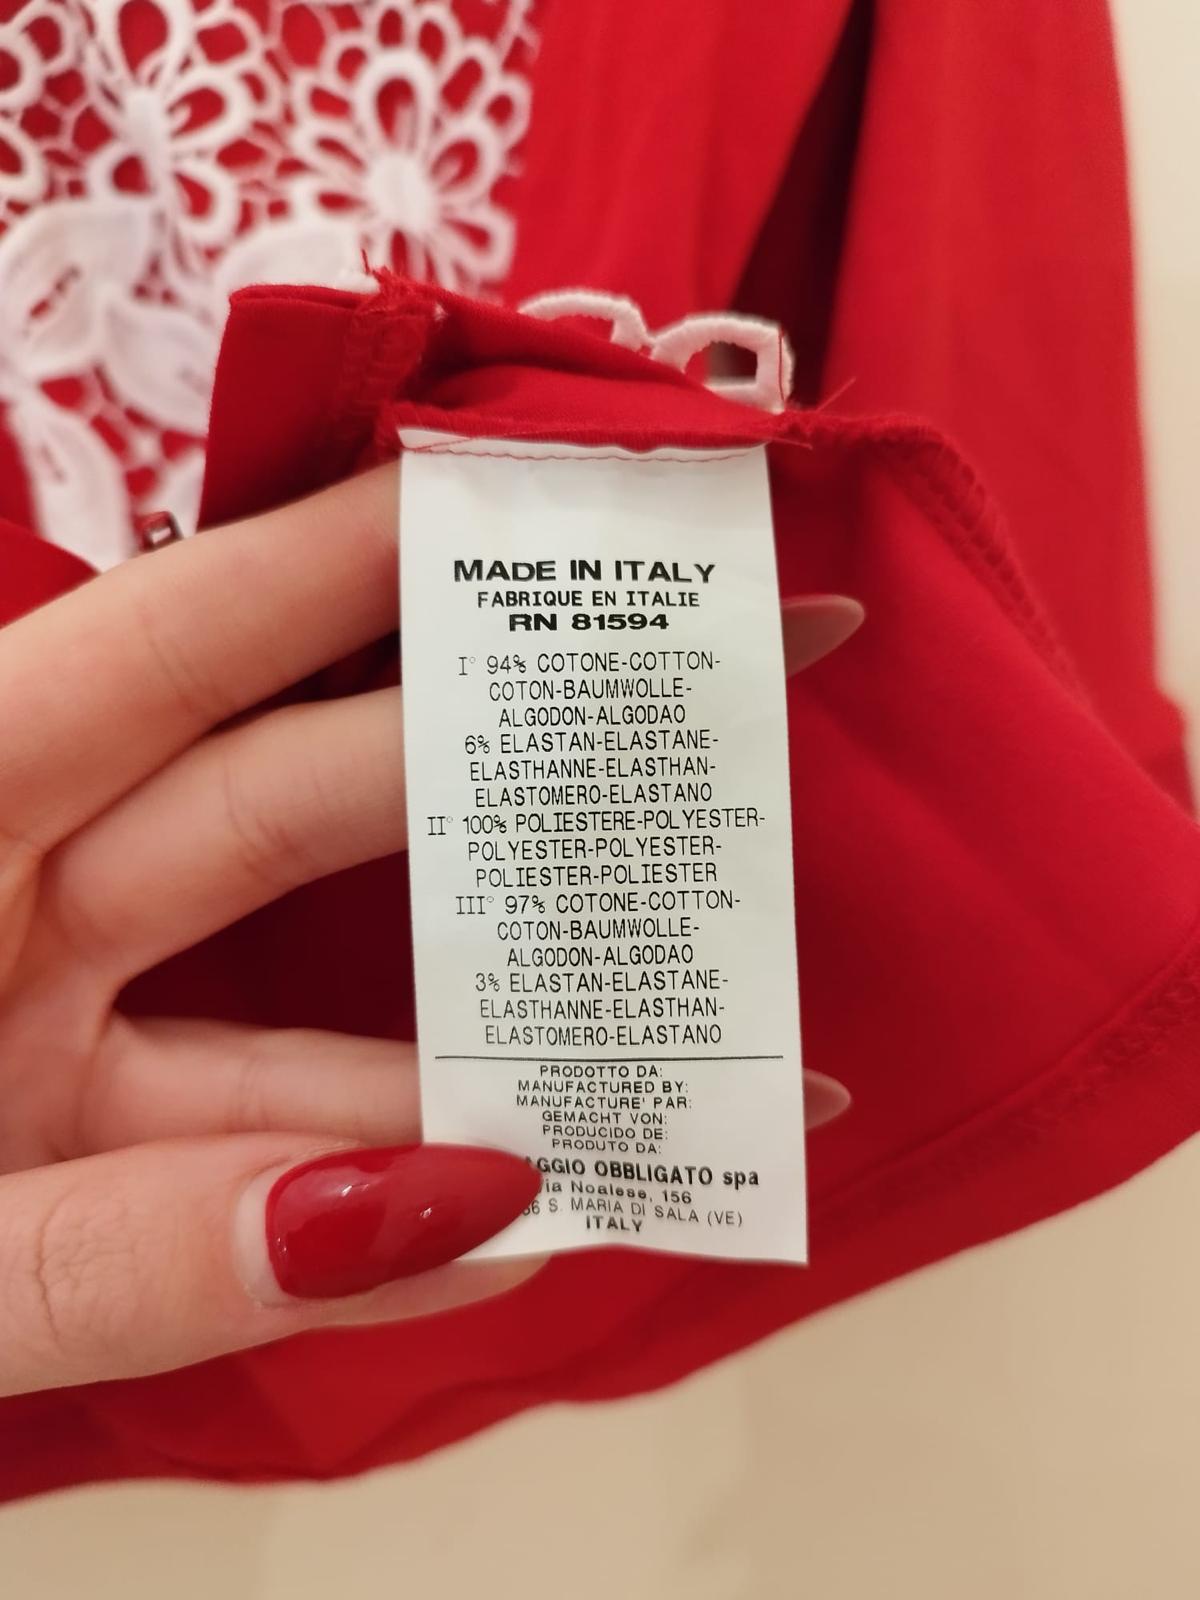 MADE IN ITALY
FABRIQUE EN ITALIE
RN 81594
I° 94% COTONE-COTTON-
COTON-BAUMWOLLE-
ALGODON-ALGODAO
6% ELASTAN-ELASTANE-
ELASTHANNE-ELASTHAN-
ELASTOMERO-ELASTANO
II° 100% POLIESTERE-POLYESTER-
POLYESTER-POLYESTER-
POLIESTER-POLIESTER
III° 97% COTONE-COTTON-
COTON-BAUMWOLLE-
ALGODON-ALGODAO
3% ELASTAN-ELASTANE-
ELASTHANNE-ELASTHAN-
ELASTOMERO-ELASTANO
PRODOTTO DA:
MANUFACTURED BY:
MANUFACTURE' PAR:
GEMACHT VON:
PRODUCIDO DE:
PRODUTO DA:
OBBLIGATO spa
Via Noalese, 156
S. MARIA DI SALA (VE)
ITALY